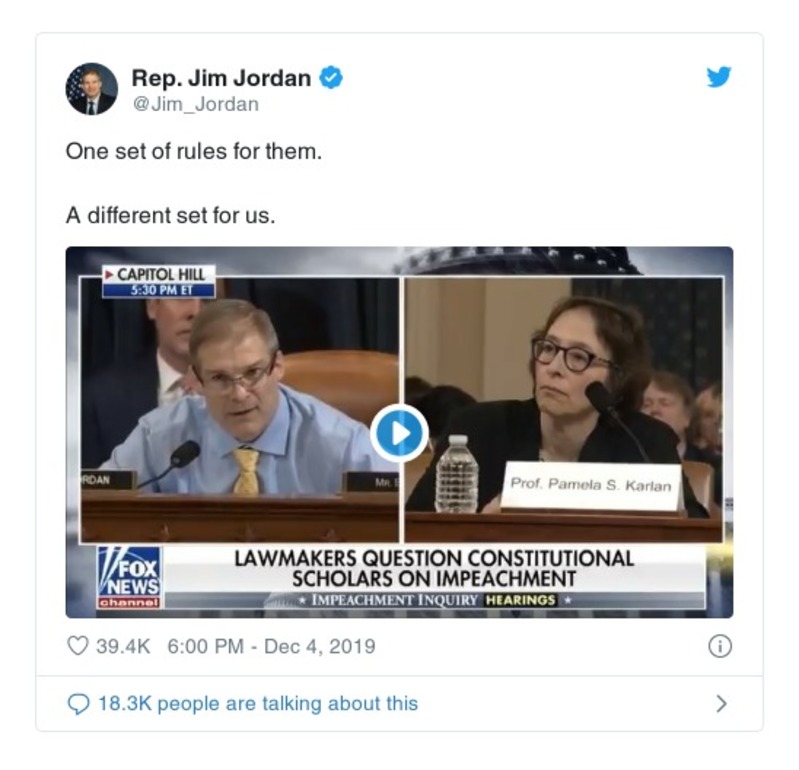 Rep. Jim Jordan
@Jim_Jordan
One set of rules for them.
A different set for us.
CAPITOL HILL
5:30 PM ET
RDAN
MR.
Prof. Pamela S. Karlan
FOX
NEWS
channel
LAWMAKERS QUESTION CONSTITUTIONAL
SCHOLARS ON IMPEACHMENT
IMPEACHMENT INQUIRY HEARINGS
39.4K 6:00 PM - Dec 4, 2019
18.3K people are talking about this